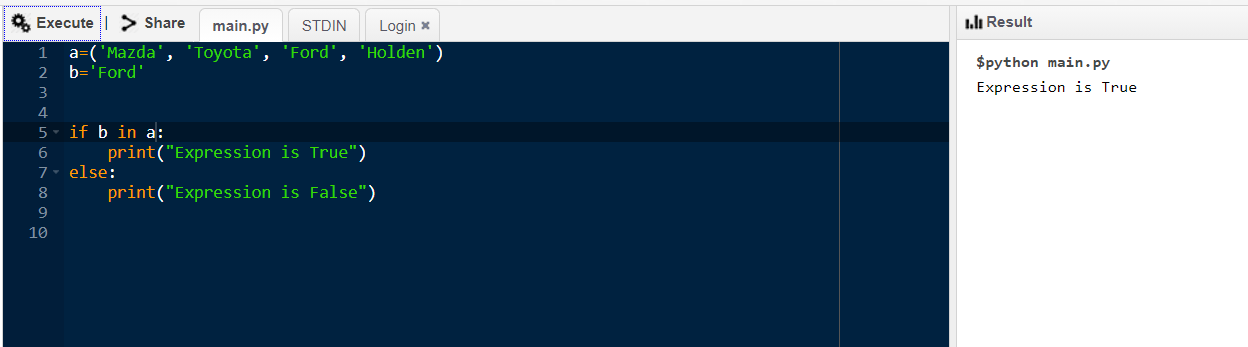 Execute | Share main.py STDIN Login ×
1 a=('Mazda', 'Toyota', 'Ford', 'Holden')
2 b='Ford'
3
4
5 if b in a:
6     print("Expression is True")
7 else:
8     print("Expression is False")
9
10
Result
$python main.py
Expression is True